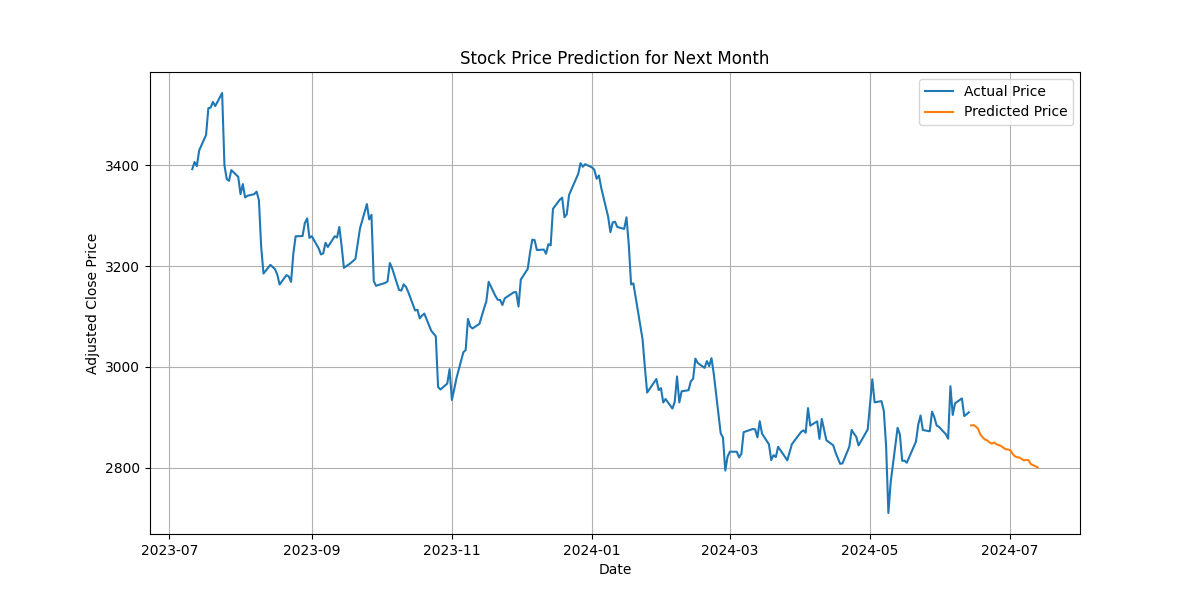 Stock Price Prediction for Next Month
Actual Price
Predicted Price
Adjusted Close Price
3400
3200
3000
2800
2023-07
2023-09
2023-11
2024-01
2024-03
2024-05
2024-07
Date